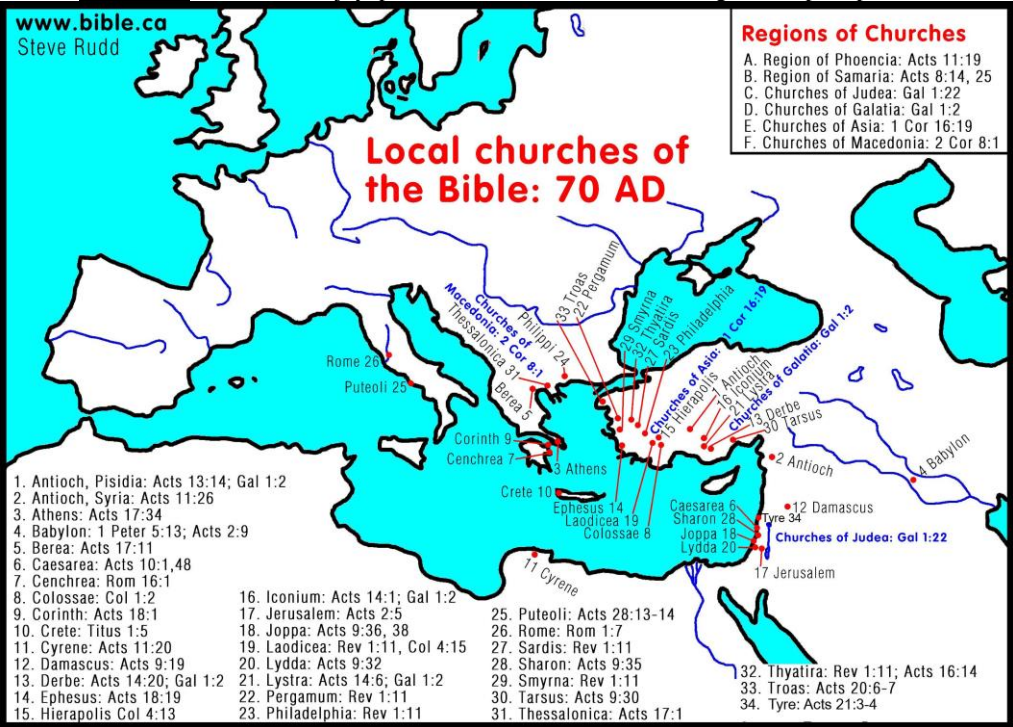 www.bible.ca
Steve Rudd
Regions of Churches
A. Region of Phoencia: Acts 11:19
B. Region of Samaria: Acts 8:14, 25
C. Churches of Judea: Gal 1:22
D. Churches of Galatia: Gal 1:2
E. Churches of Asia: 1 Cor 16:19
F. Churches of Macedonia: 2 Cor 8:1
Local churches of
the Bible: 70 AD
33 Troas
22 Pergamum
29 Smyrna
32 Thyatira
27 Sardis
23 Philadelphia
Churches of
Macedonia: 2 Cor 8:1
Thessalonica 31
Philippi 24
Berea 5
Churches of Asia: 1 Cor 16:19
15 Hierapolis
1 Antioch
16 Iconium
21 Lystra
Churches of Galatia: Gal 1:2
13 Derbe
30 Tarsus
Rome 26
Puteoli 25
Corinth 9
Cenchrea 7
3 Athens
2 Antioch
4 Babylon
Crete 10
Ephesus 14
Laodicea 19
Colossae 8
Caesarea 6
Sharon 28
Tyre 34
Joppa 18
Lydda 20
12 Damascus
Churches of Judea: Gal 1:22
17 Jerusalem
11 Cyrene
1. Antioch, Pisidia: Acts 13:14; Gal 1:2
2. Antioch, Syria: Acts 11:26
3. Athens: Acts 17:34
4. Babylon: 1 Peter 5:13; Acts 2:9
5. Berea: Acts 17:11
6. Caesarea: Acts 10:1,48
7. Cenchrea: Rom 16:1
8. Colossae: Col 1:2
9. Corinth: Acts 18:1
10. Crete: Titus 1:5
11. Cyrene: Acts 11:20
12. Damascus: Acts 9:19
13. Derbe: Acts 14:20; Gal 1:2
14. Ephesus: Acts 18:19
15. Hierapolis Col 4:13
16. Iconium: Acts 14:1; Gal 1:2
17. Jerusalem: Acts 2:5
18. Joppa: Acts 9:36, 38
19. Laodicea: Rev 1:11, Col 4:15
20. Lydda: Acts 9:32
21. Lystra: Acts 14:6; Gal 1:2
22. Pergamum: Rev 1:11
23. Philadelphia: Rev 1:11
25. Puteoli: Acts 28:13-14
26. Rome: Rom 1:7
27. Sardis: Rev 1:11
28. Sharon: Acts 9:35
29. Smyrna: Rev 1:11
30. Tarsus: Acts 9:30
31. Thessalonica: Acts 17:1
32. Thyatira: Rev 1:11; Acts 16:14
33. Troas: Acts 20:6-7
34. Tyre: Acts 21:3-4